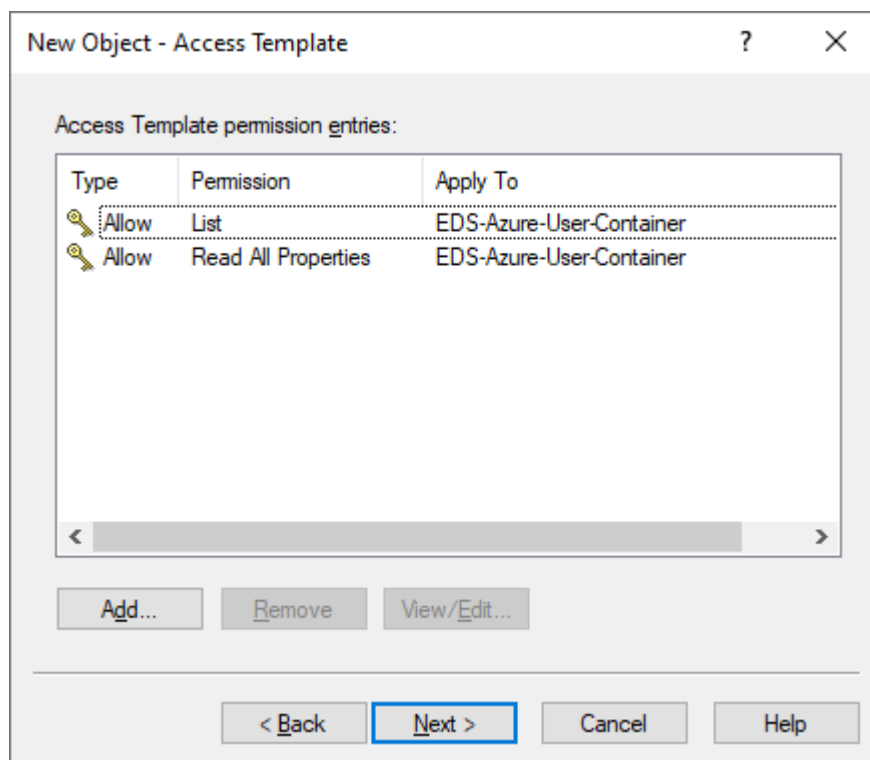 New Object - Access Template ? ×
Access Template permission entries:
Type Permission Apply To
Allow List EDS-Azure-User-Container
Allow Read All Properties EDS-Azure-User-Container
Add... Remove View/Edit...
< Back Next > Cancel Help